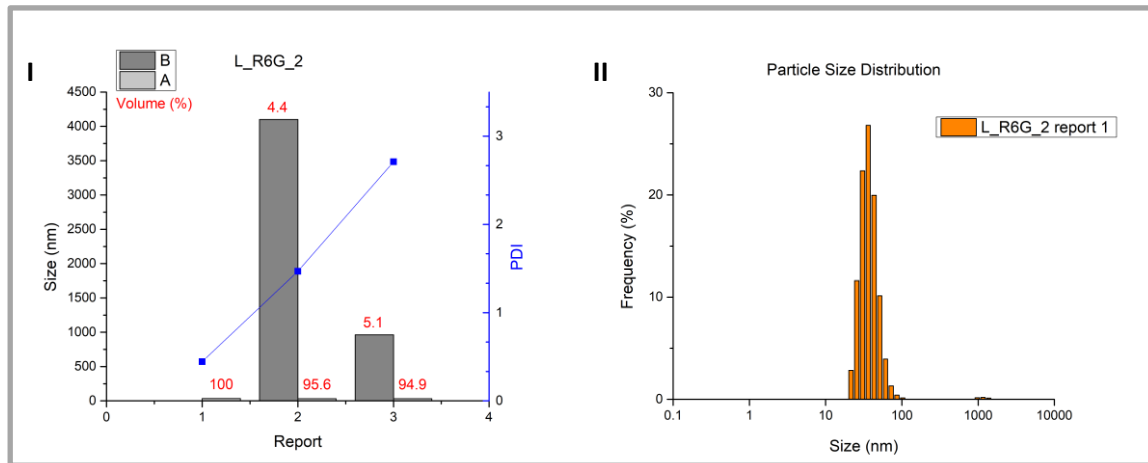 I
B
A
L_R6G_2
Volume (%)
4500
4000
3500
3000
2500
2000
1500
1000
500
0
Size (nm)
4.4
5.1
100
95.6
94.9
3
2
1
0
PDI
0
1
2
3
4
Report
II
Particle Size Distribution
L_R6G_2 report 1
30
20
10
0
Frequency (%)
0.1
1
10
100
1000
10000
Size (nm)